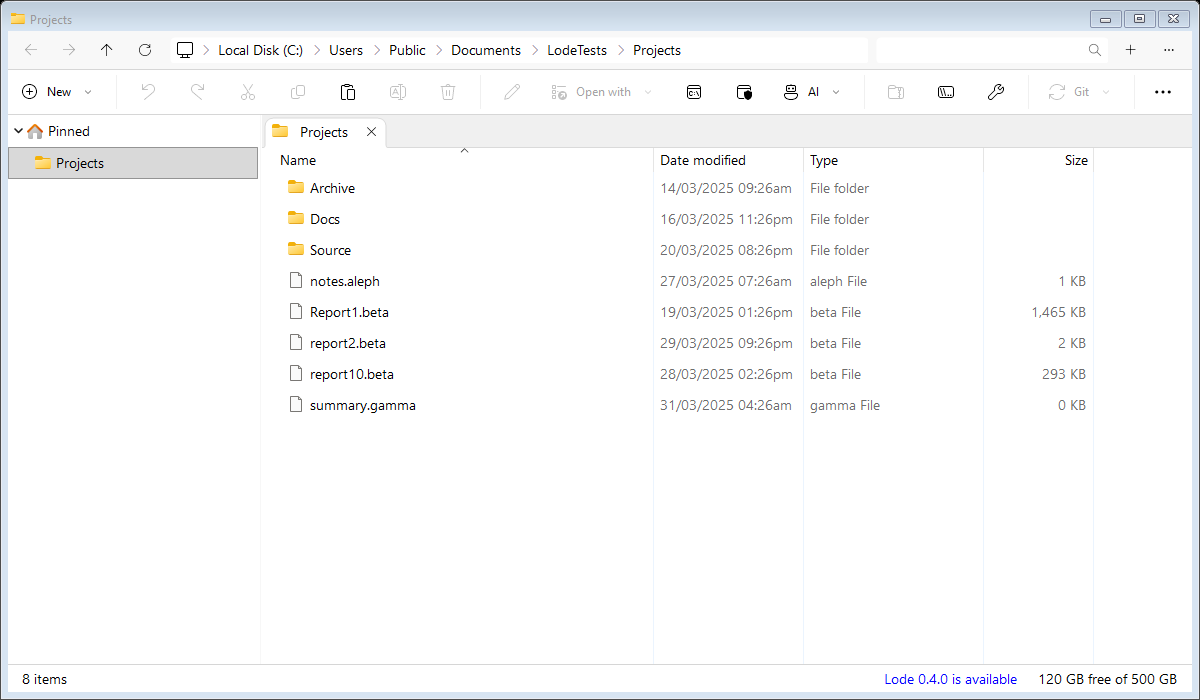 Projects
Local Disk (C:) Users Public Documents LodeTests Projects
New Open with AI Git
Pinned
Projects
Projects
Name Date modified Type Size
Archive 14/03/2025 09:26am File folder
Docs 16/03/2025 11:26pm File folder
Source 20/03/2025 08:26pm File folder
notes.aleph 27/03/2025 07:26am aleph File 1 KB
Report1.beta 19/03/2025 01:26pm beta File 1,465 KB
report2.beta 29/03/2025 09:26pm beta File 2 KB
report10.beta 28/03/2025 02:26pm beta File 293 KB
summary.gamma 31/03/2025 04:26am gamma File 0 KB
8 items Lode 0.4.0 is available 120 GB free of 500 GB